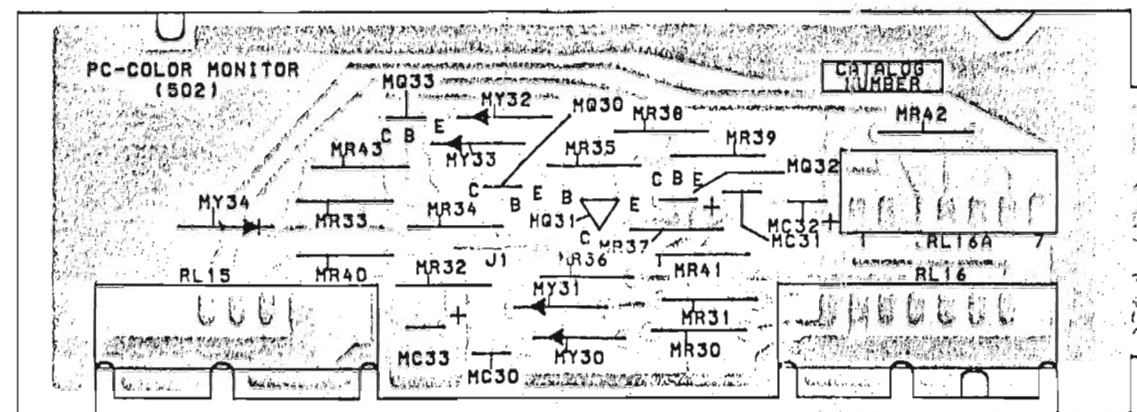 PC-COLOR MONITOR
(502)
CATALOG
NUMBER
MQ33
MY32
MQ30
MR38
MR42
C B E
MR43
MY33
MR35
MR39
C B E
MQ32
MY34
MR33
MR34
C B E
B E
C
MQ31
+
MC32
+
MC31
MR37
1 RL16A 7
J1
MR36
RL15
MR40
MR32
MR41
RL16
MY31
+
MR31
MC33
MY30
MR30
MC30